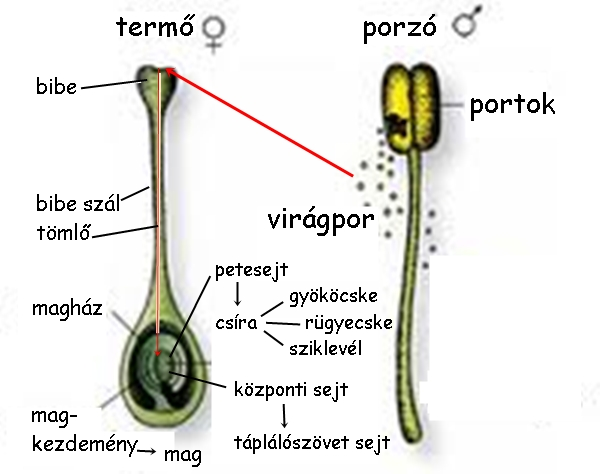 termő ♀
porzó ♂
bibe
portok
bibe szál
tömlő
virágpor
petesejt
↓
csíra
gyököcske
rügyecske
sziklevél
magház
központi sejt
↓
táplálószövet sejt
mag-
kezdemény → mag